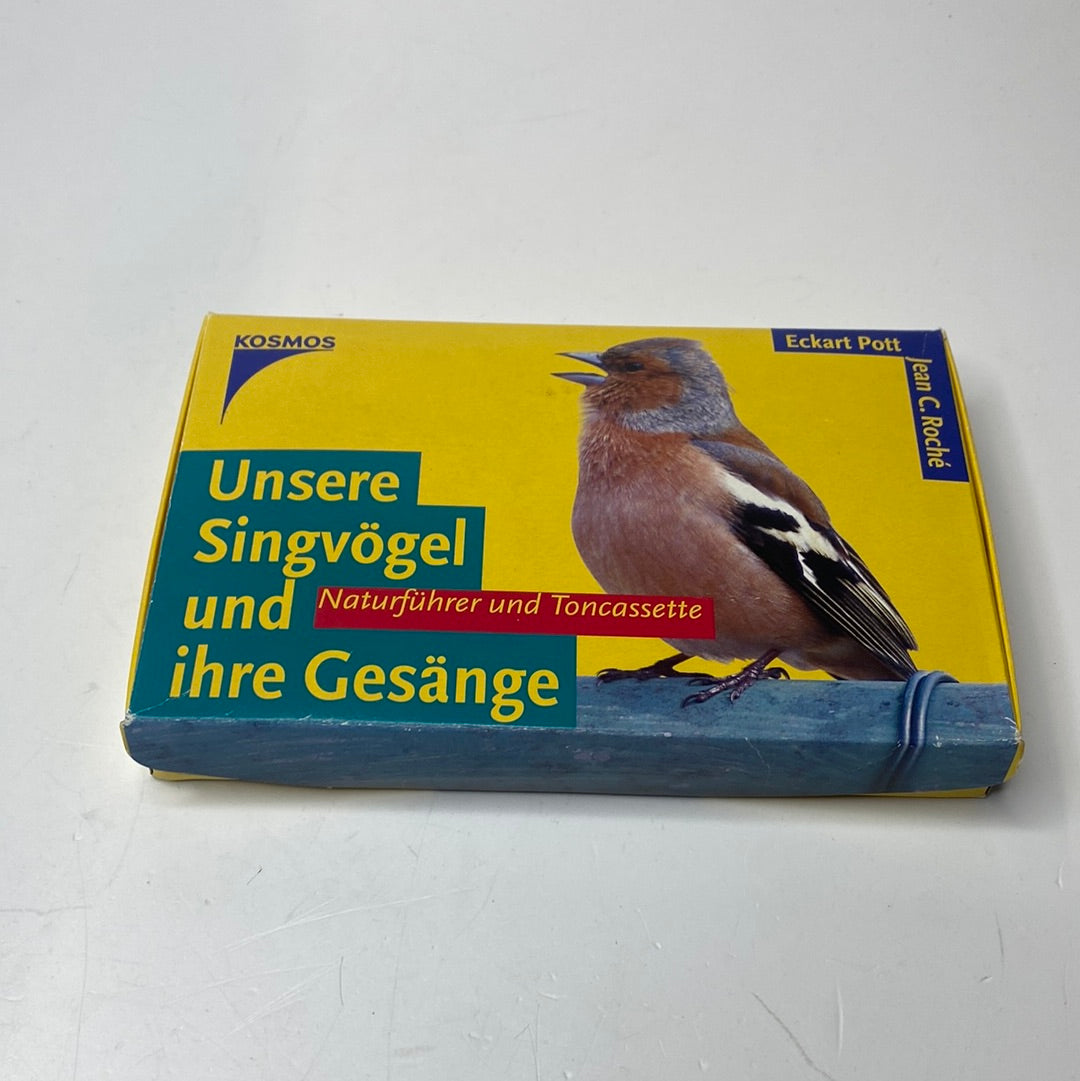 KOSMOS
Eckart Pott
Jean C. Roché
Unsere
Singvögel
und
Naturführer und Toncassette
ihre Gesänge